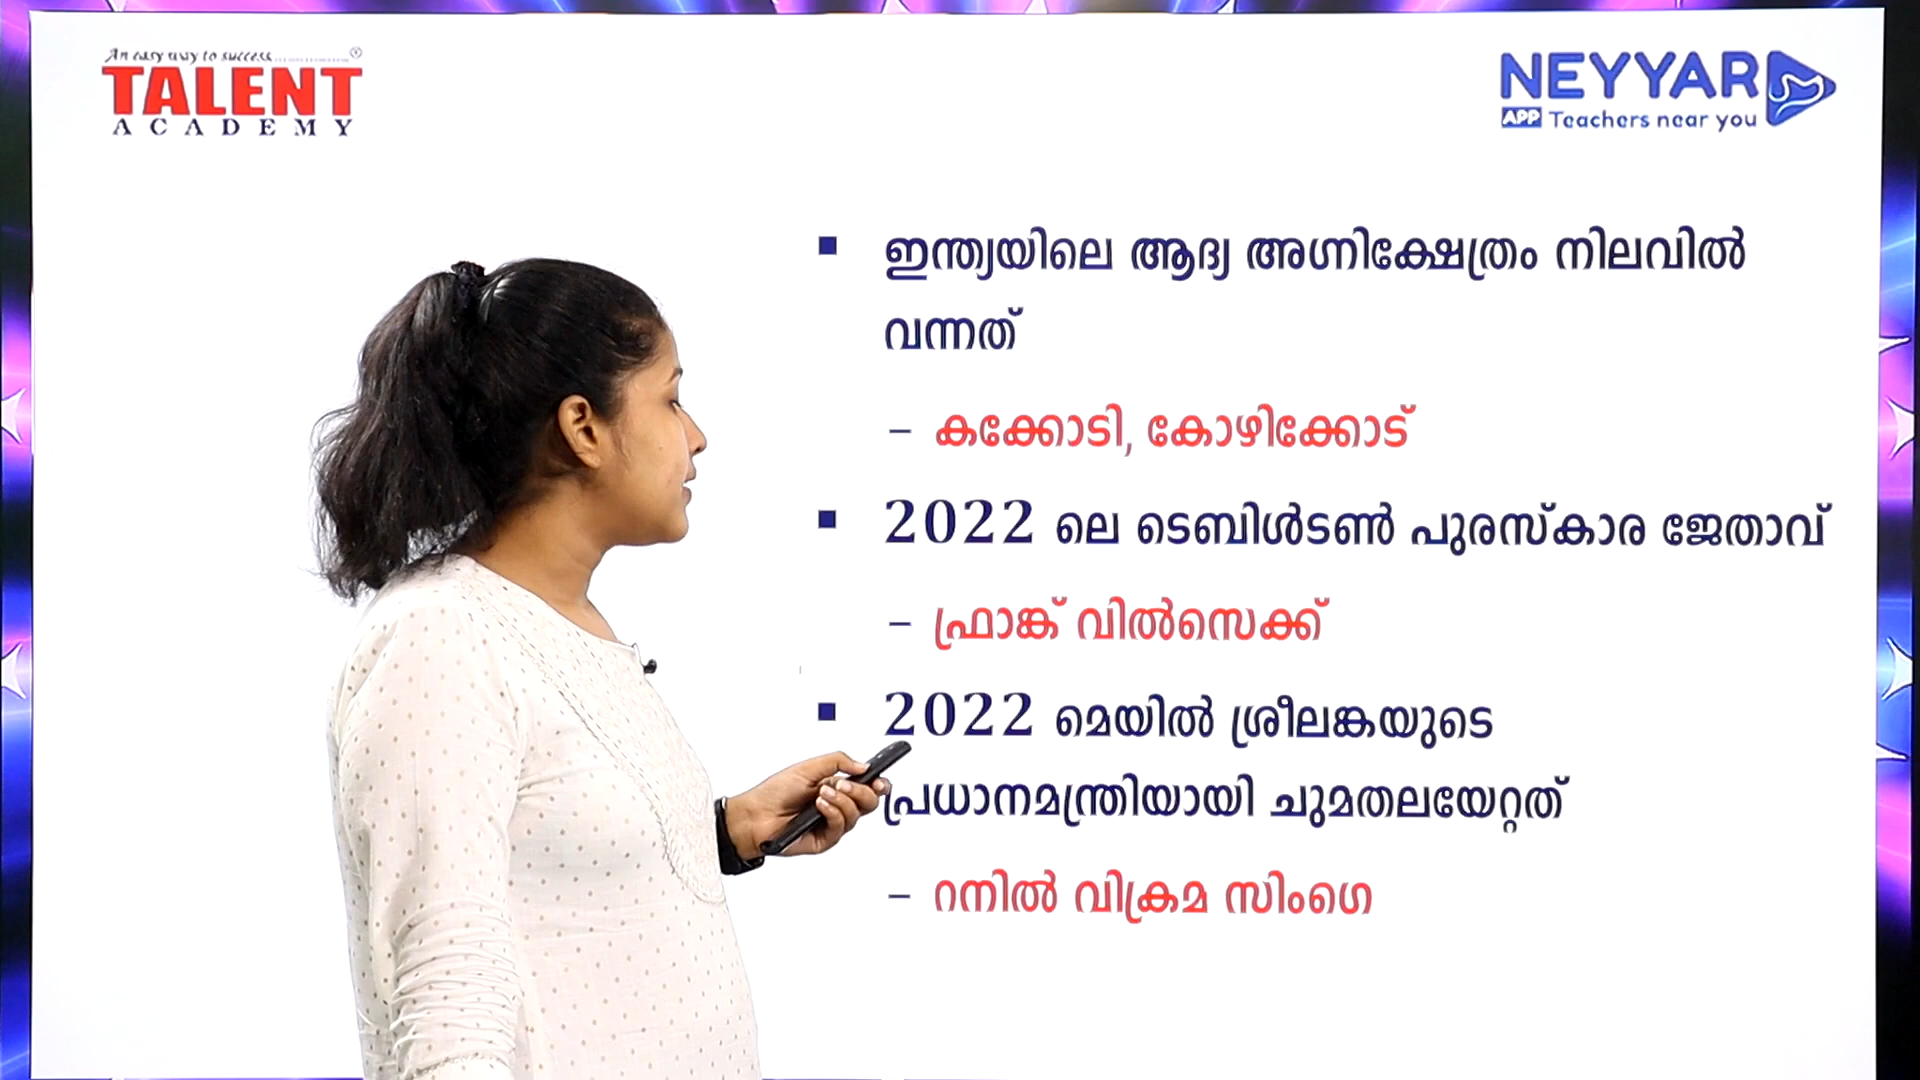 An easy way to success...............®
TALENT
ACADEMY
NEYYAR
APP Teachers near you
▪ ഇന്ത്യയിലെ ആദ്യ അഗ്നിക്ഷേത്രം നിലവിൽ
വന്നത്
– കക്കോടി, കോഴിക്കോട്
▪ 2022 ലെ ടെബിൾടൺ പുരസ്കാര ജേതാവ്
– ഫ്രാങ്ക് വിൽസെക്ക്
▪ 2022 മെയിൽ ശ്രീലങ്കയുടെ
പ്രധാനമന്ത്രിയായി ചുമതലയേറ്റത്
– റനിൽ വിക്രമ സിംഗെ